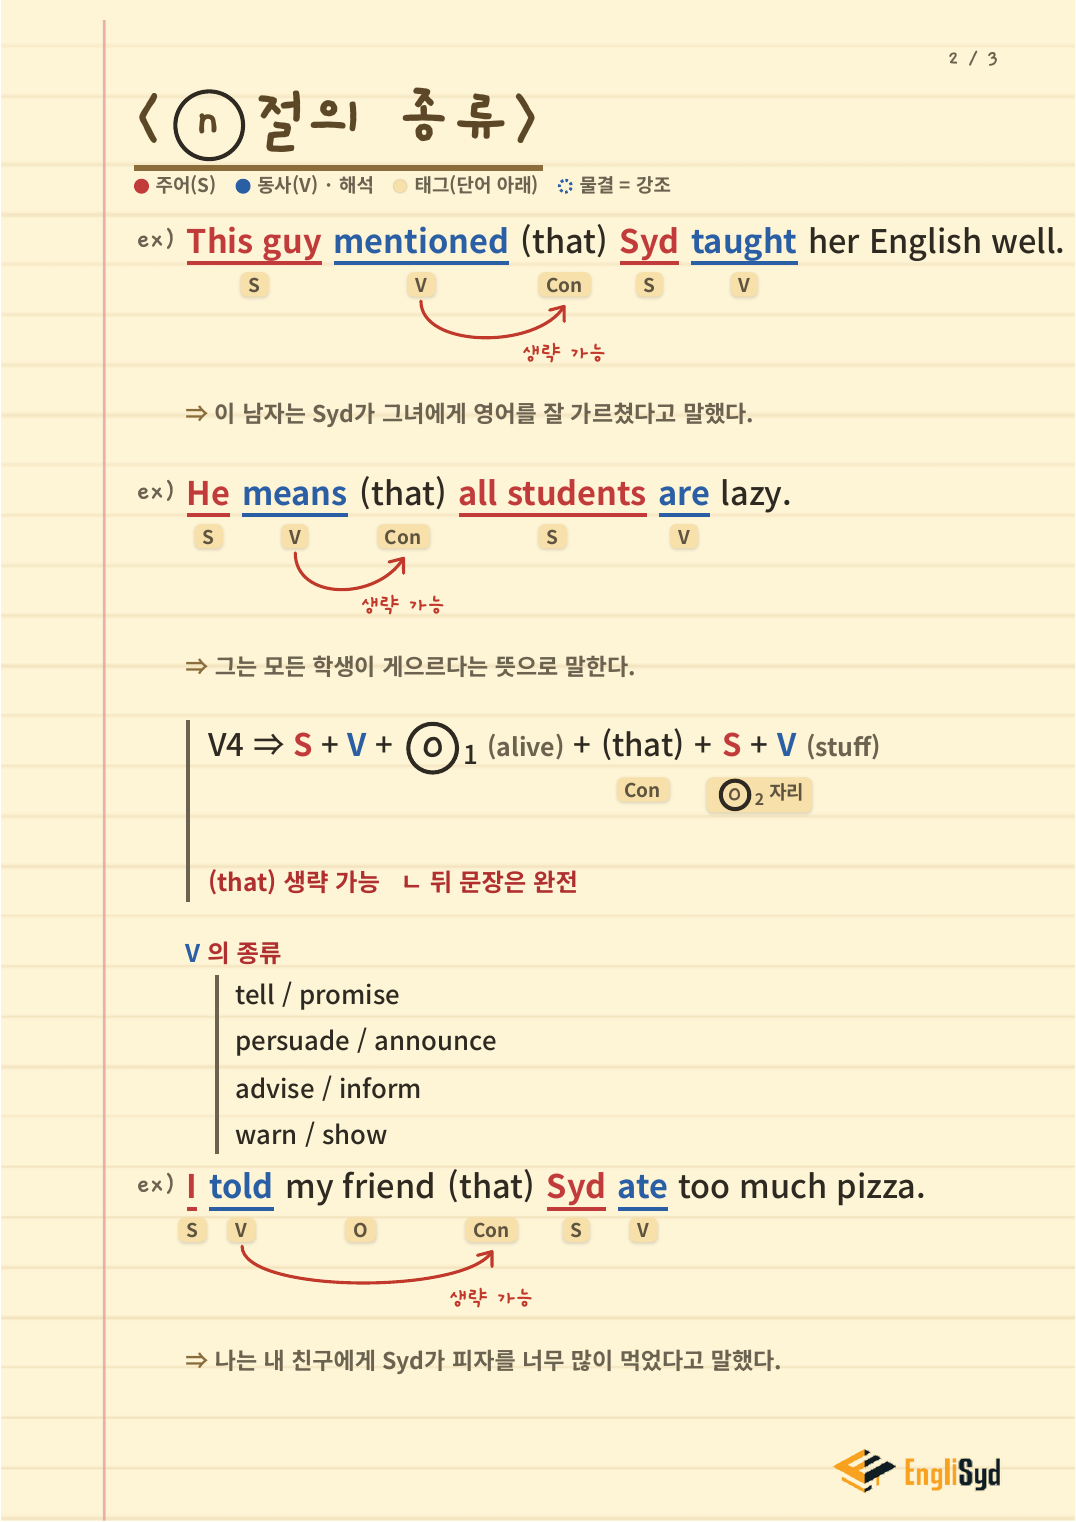 2 / 3
< n 절의 종류 >
주어(S) 동사(V) · 해석 태그(단어 아래) 물결 = 강조
ex) This guy mentioned (that) Syd taught her English well.
S V Con S V
생략 가능
⇒ 이 남자는 Syd가 그녀에게 영어를 잘 가르쳤다고 말했다.
ex) He means (that) all students are lazy.
S V Con S V
생략 가능
⇒ 그는 모든 학생이 게으르다는 뜻으로 말한다.
V4 ⇒ S + V + O 1 (alive) + (that) + S + V (stuff)
Con O 2 자리
(that) 생략 가능 ㄴ 뒤 문장은 완전
V 의 종류
tell / promise
persuade / announce
advise / inform
warn / show
ex) I told my friend (that) Syd ate too much pizza.
S V O Con S V
생략 가능
⇒ 나는 내 친구에게 Syd가 피자를 너무 많이 먹었다고 말했다.
EngliSyd